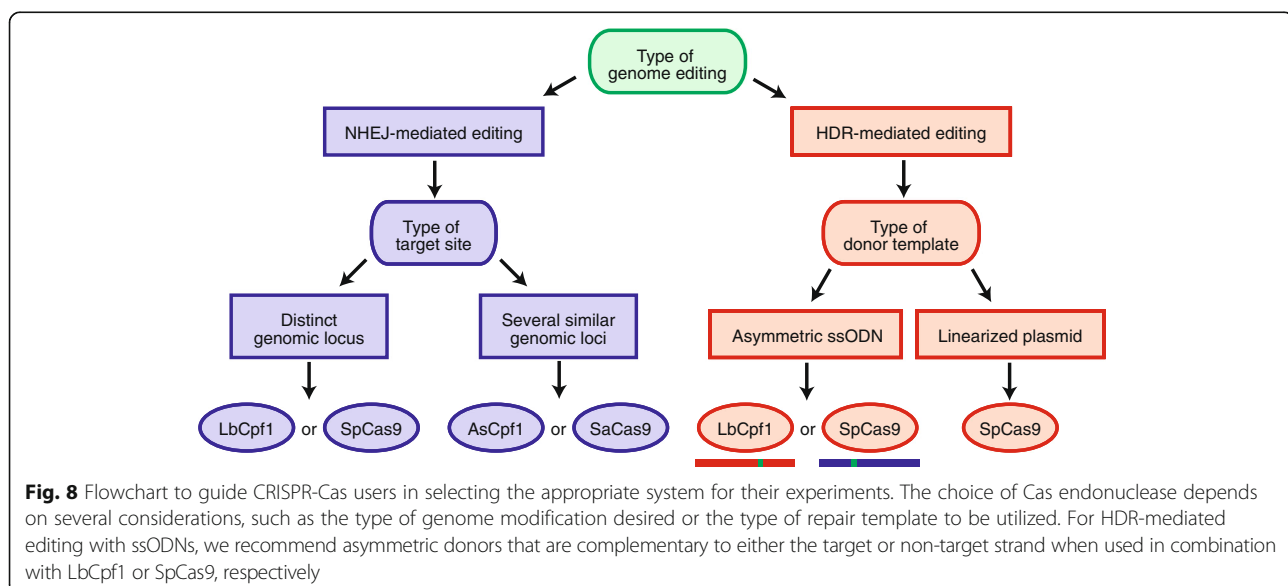 Type of
genome editing
NHEJ-mediated editing
HDR-mediated editing
Type of
target site
Type of
donor template
Distinct
genomic locus
Several similar
genomic loci
Asymmetric ssODN
Linearized plasmid
LbCpf1 or SpCas9
AsCpf1 or SaCas9
LbCpf1 or SpCas9
SpCas9
Fig. 8 Flowchart to guide CRISPR-Cas users in selecting the appropriate system for their experiments. The choice of Cas endonuclease depends
on several considerations, such as the type of genome modification desired or the type of repair template to be utilized. For HDR-mediated
editing with ssODNs, we recommend asymmetric donors that are complementary to either the target or non-target strand when used in combination
with LbCpf1 or SpCas9, respectively